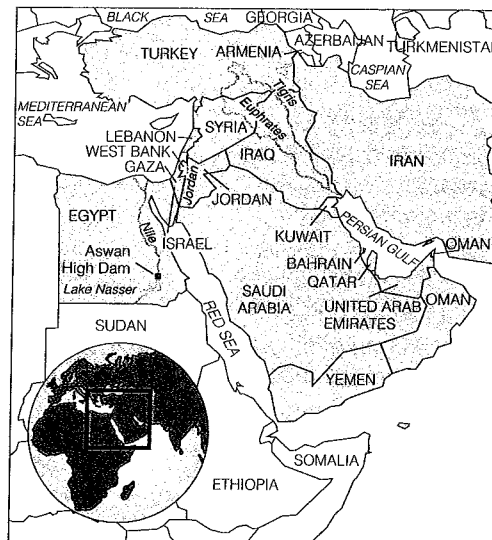 BLACK SEA
GEORGIA
TURKEY
ARMENIA
AZERBAIJAN
TURKMENISTAN
CASPIAN
SEA
MEDITERRANEAN
SEA
Tigris
Euphrates
LEBANON
SYRIA
WEST BANK
GAZA
IRAQ
IRAN
Jordan
JORDAN
EGYPT
Nile
ISRAEL
KUWAIT
PERSIAN GULF
OMAN
Aswan
High Dam
BAHRAIN
QATAR
Lake Nasser
SAUDI
ARABIA
UNITED ARAB
EMIRATES
OMAN
RED SEA
SUDAN
YEMEN
SOMALIA
ETHIOPIA